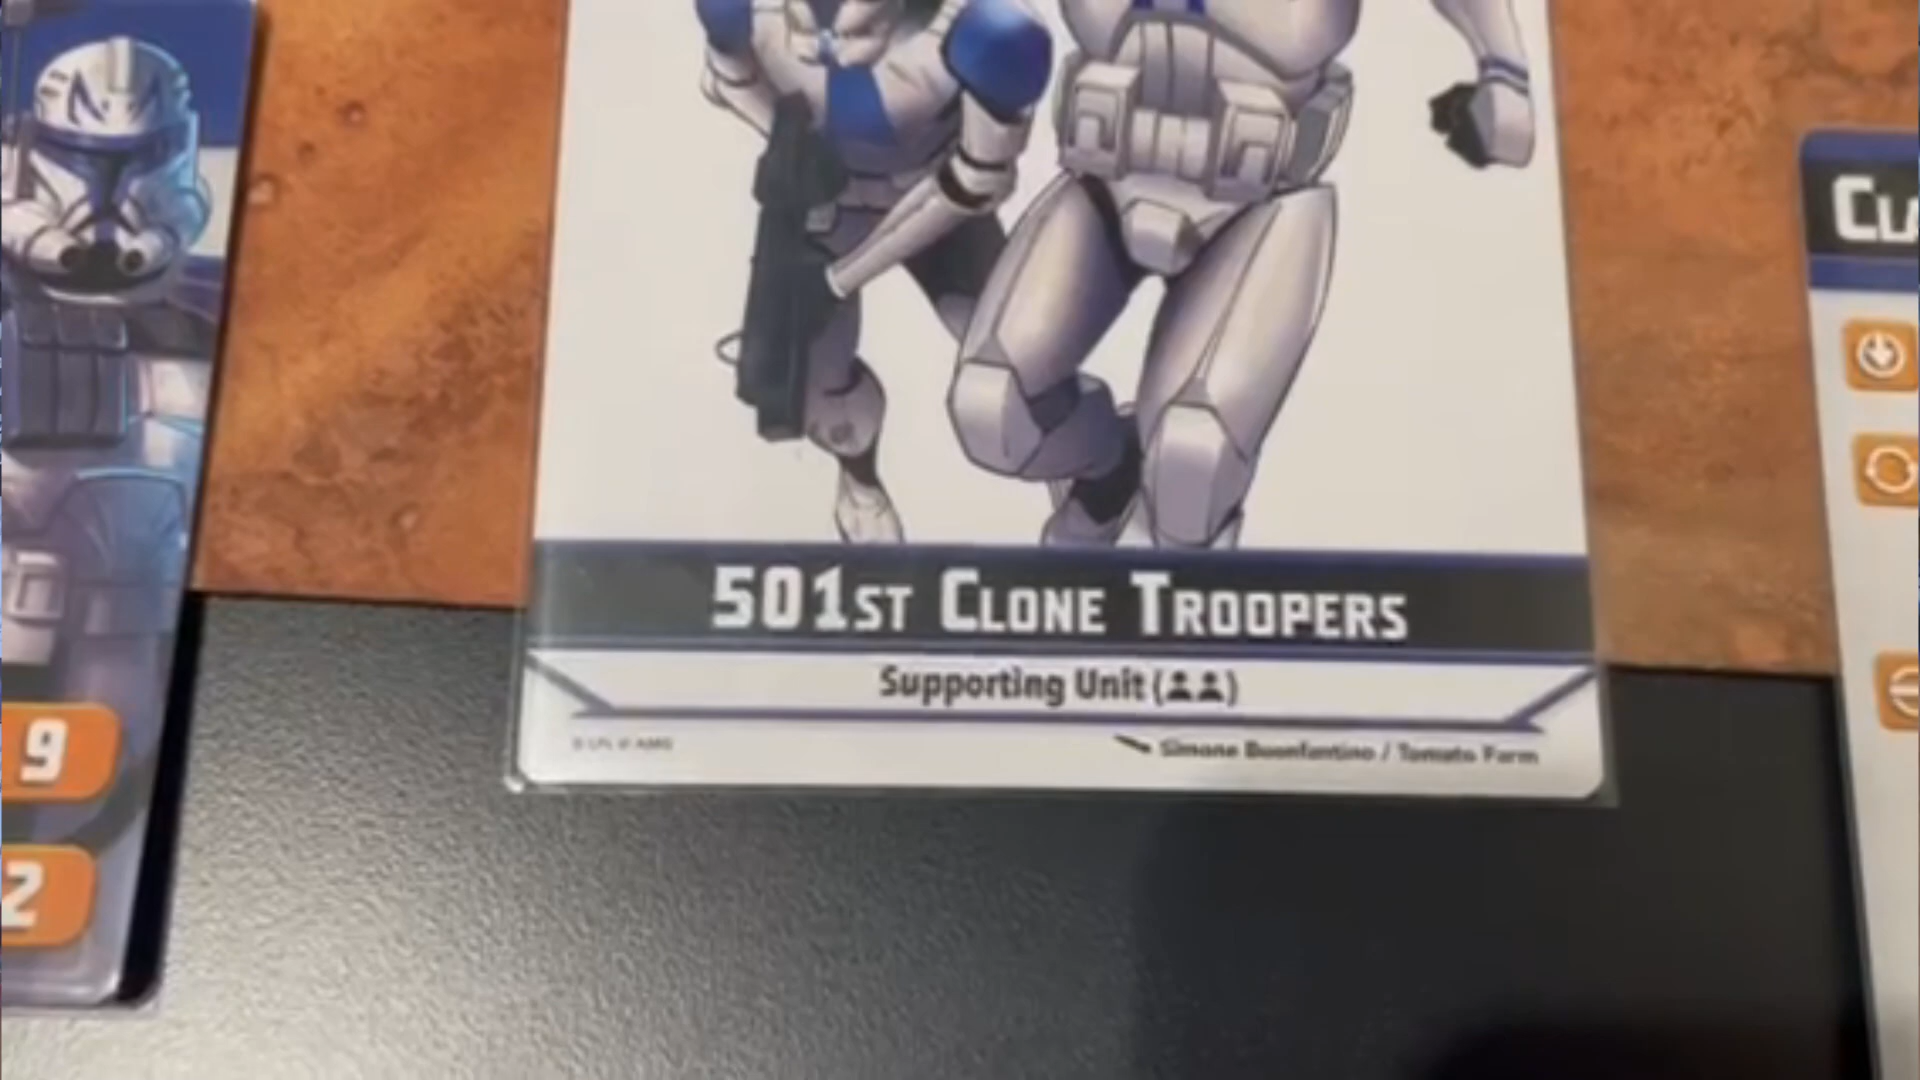 501st Clone Troopers
Supporting Unit
Simone Buonfantino / Tomato Farm
9
2